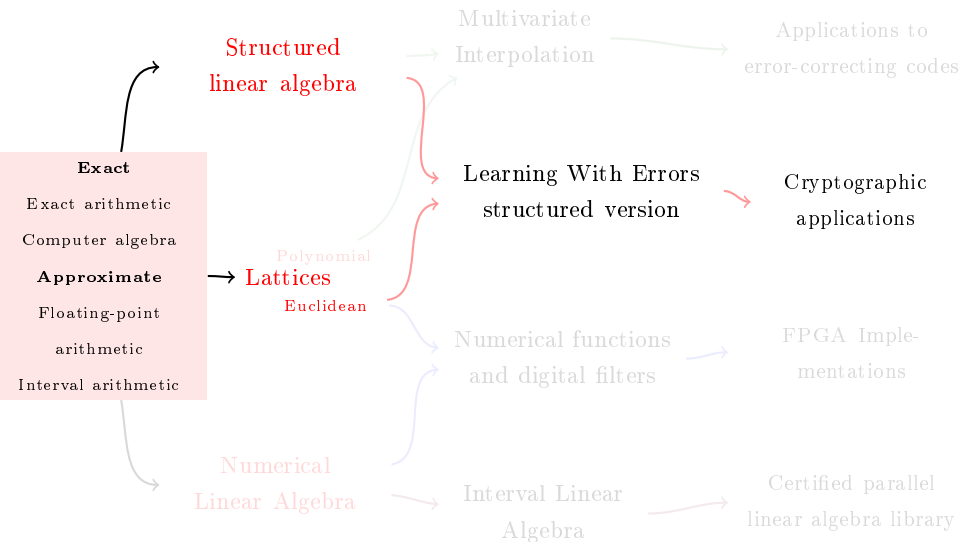 Structured
linear algebra
Multivariate
Interpolation
Applications to
error-correcting codes
Exact
Exact arithmetic
Computer algebra
Approximate
Floating-point
arithmetic
Interval arithmetic
Polynomial
Lattices
Euclidean
Learning With Errors
structured version
Cryptographic
applications
Numerical functions
and digital filters
FPGA Imple-
mentations
Numerical
Linear Algebra
Interval Linear
Algebra
Certified parallel
linear algebra library